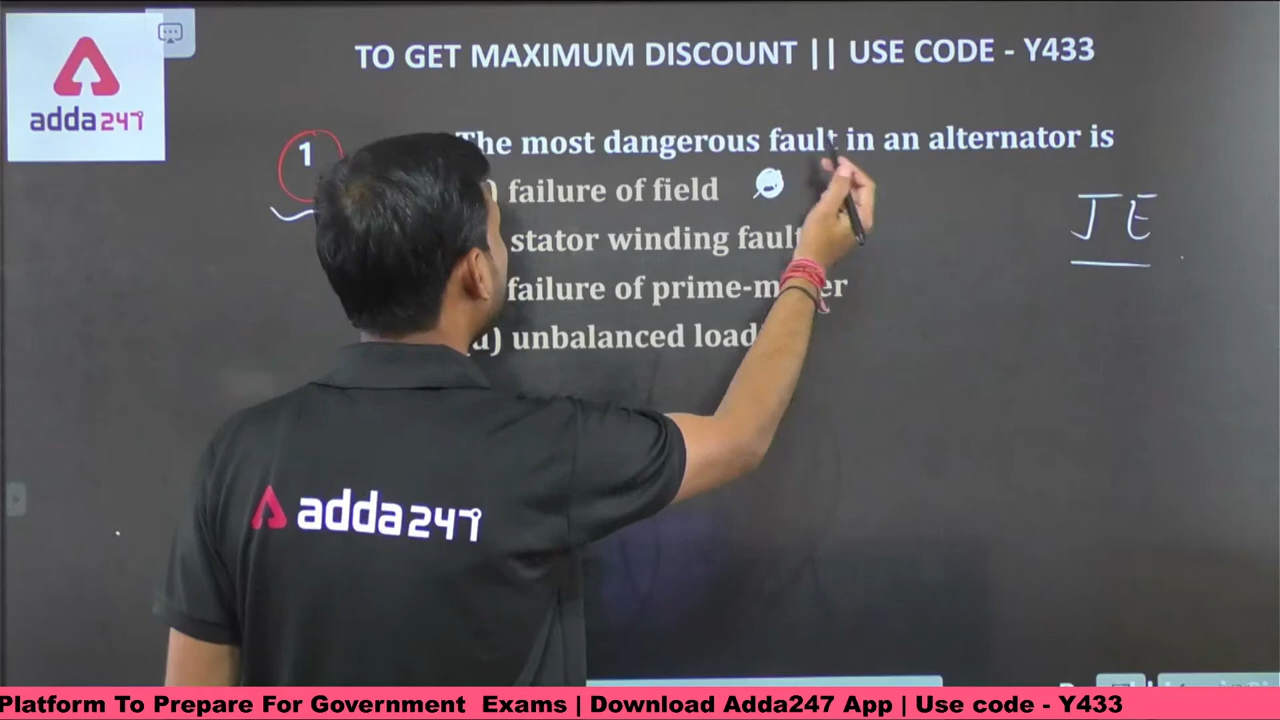 adda247
TO GET MAXIMUM DISCOUNT || USE CODE - Y433
1
The most dangerous fault in an alternator is
) failure of field
stator winding fault
failure of prime-m er
d) unbalanced load
JE
adda247
Platform To Prepare For Government Exams | Download Adda247 App | Use code - Y433